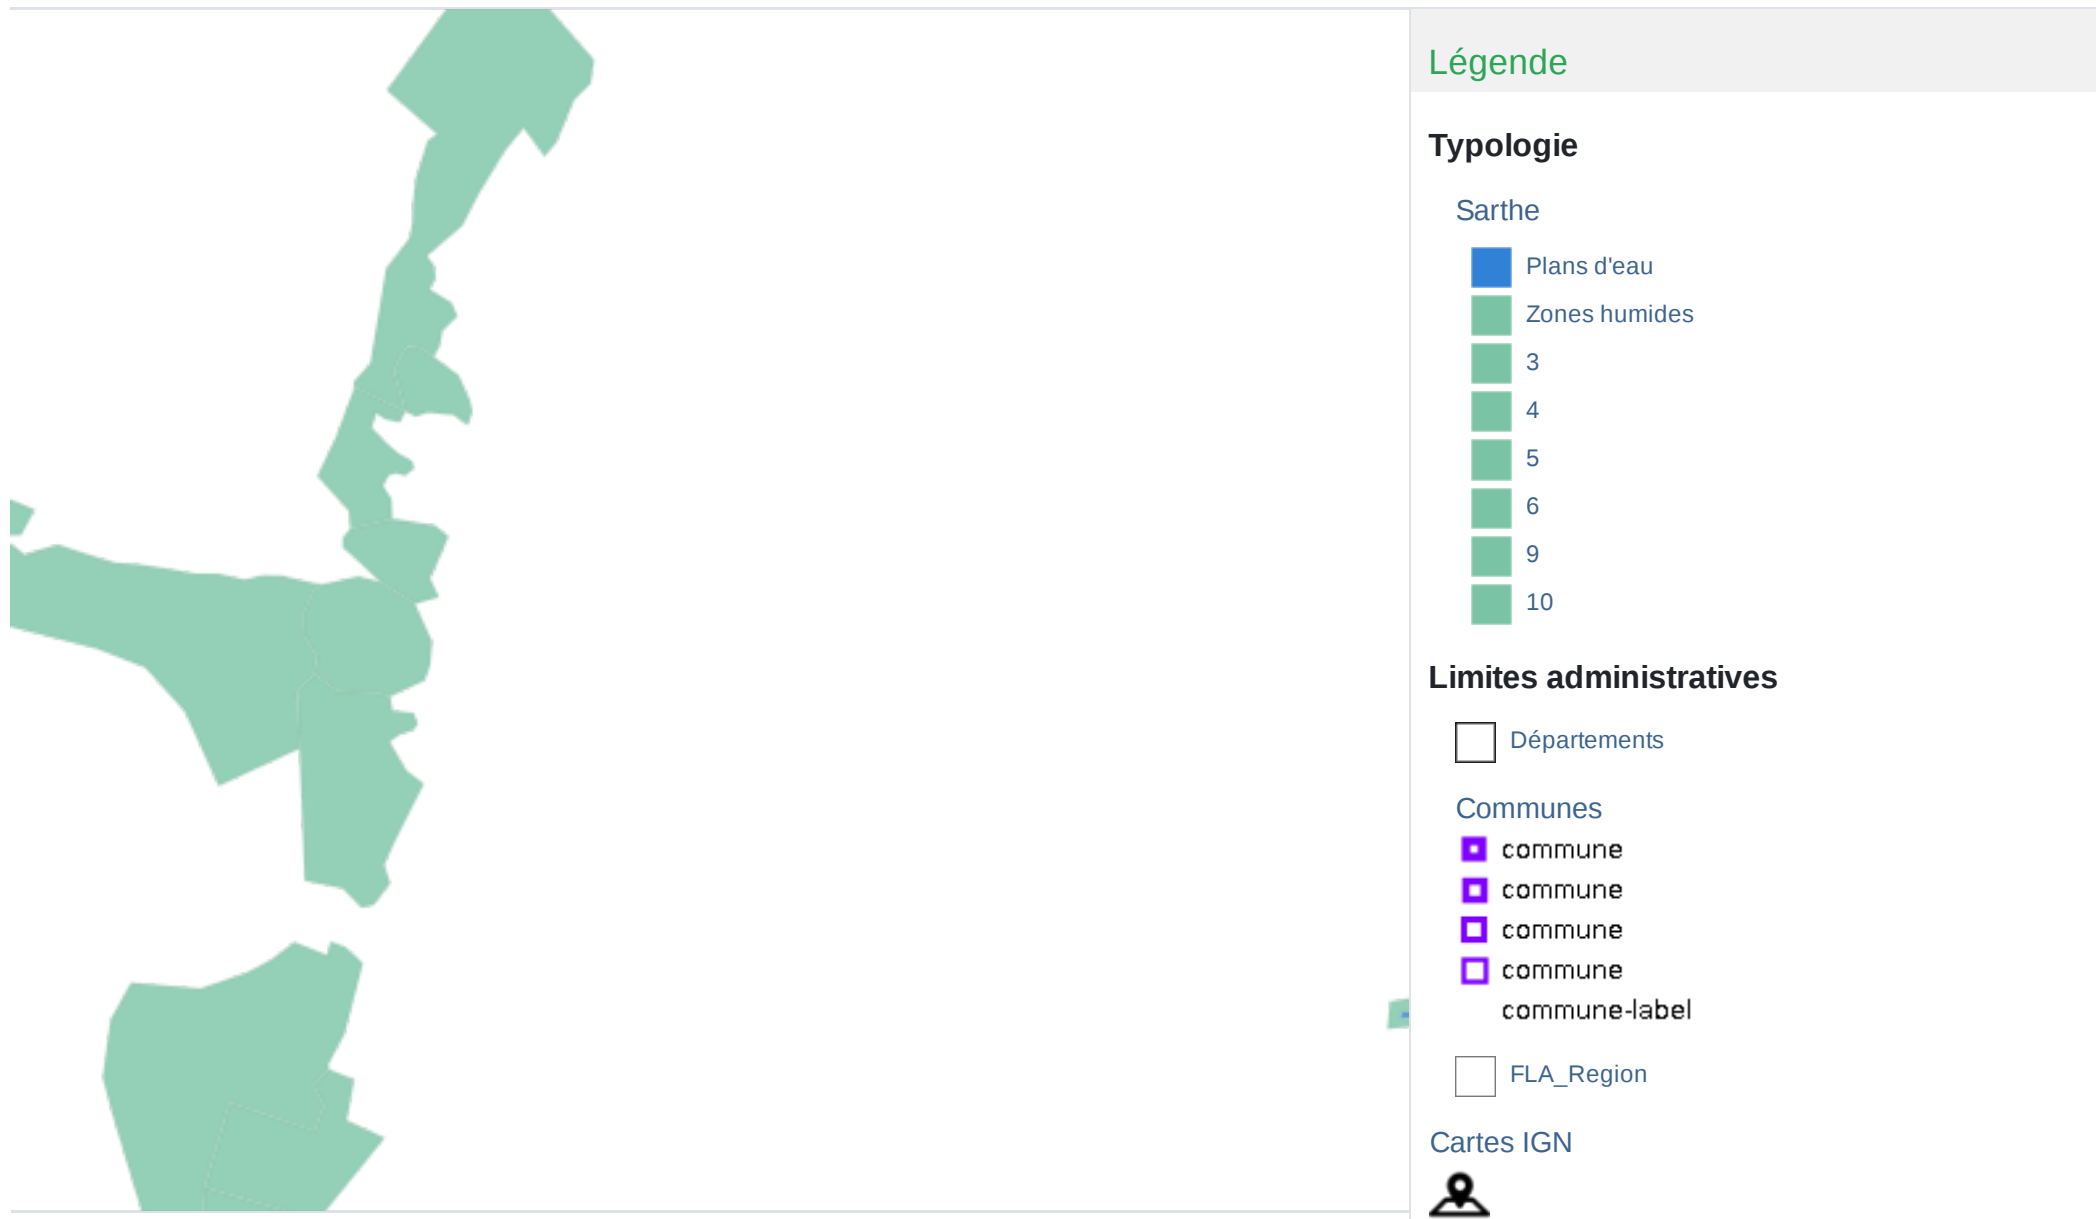 Légende
Typologie
Sarthe
Plans d'eau
Zones humides
3
4
5
6
9
10
Limites administratives
Départements
Communes
commune
commune
commune
commune
commune-label
FLA_Region
Cartes IGN